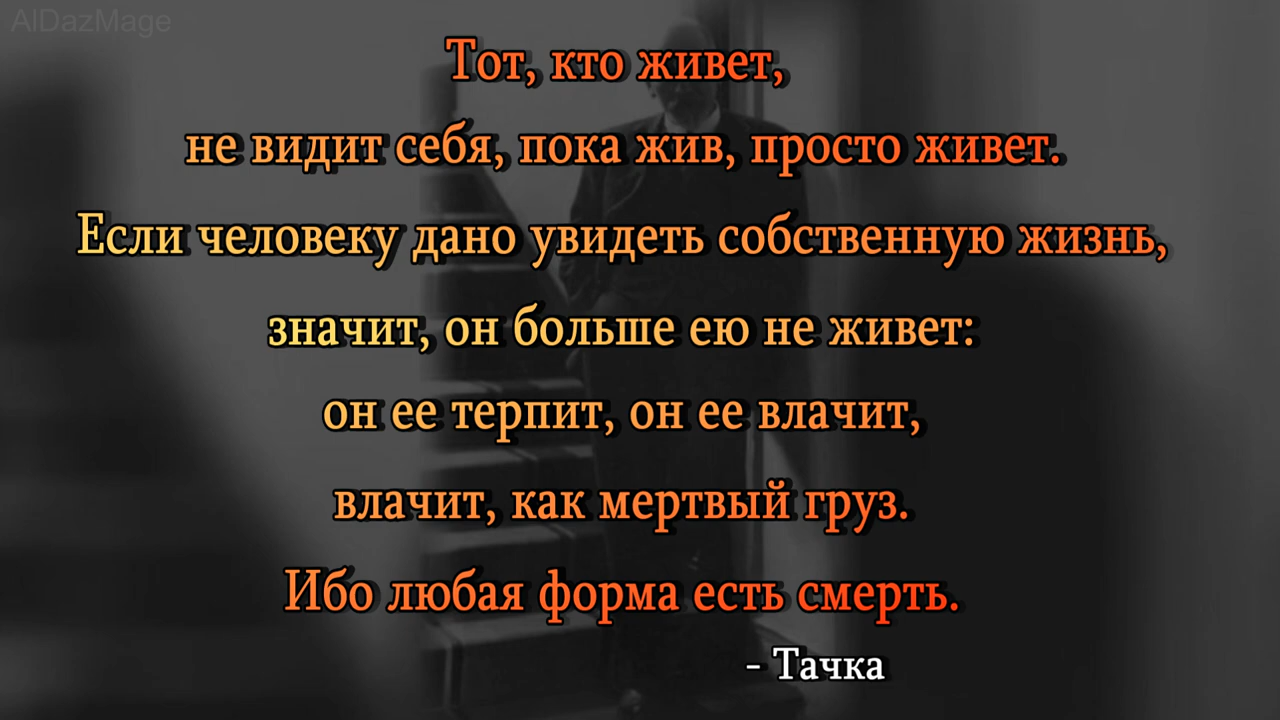 AlDazMage
Тот, кто живет,
не видит себя, пока жив, просто живет.
Если человеку дано увидеть собственную жизнь,
значит, он больше ею не живет:
он ее терпит, он ее влачит,
влачит, как мертвый груз.
Ибо любая форма есть смерть.
- Тачка